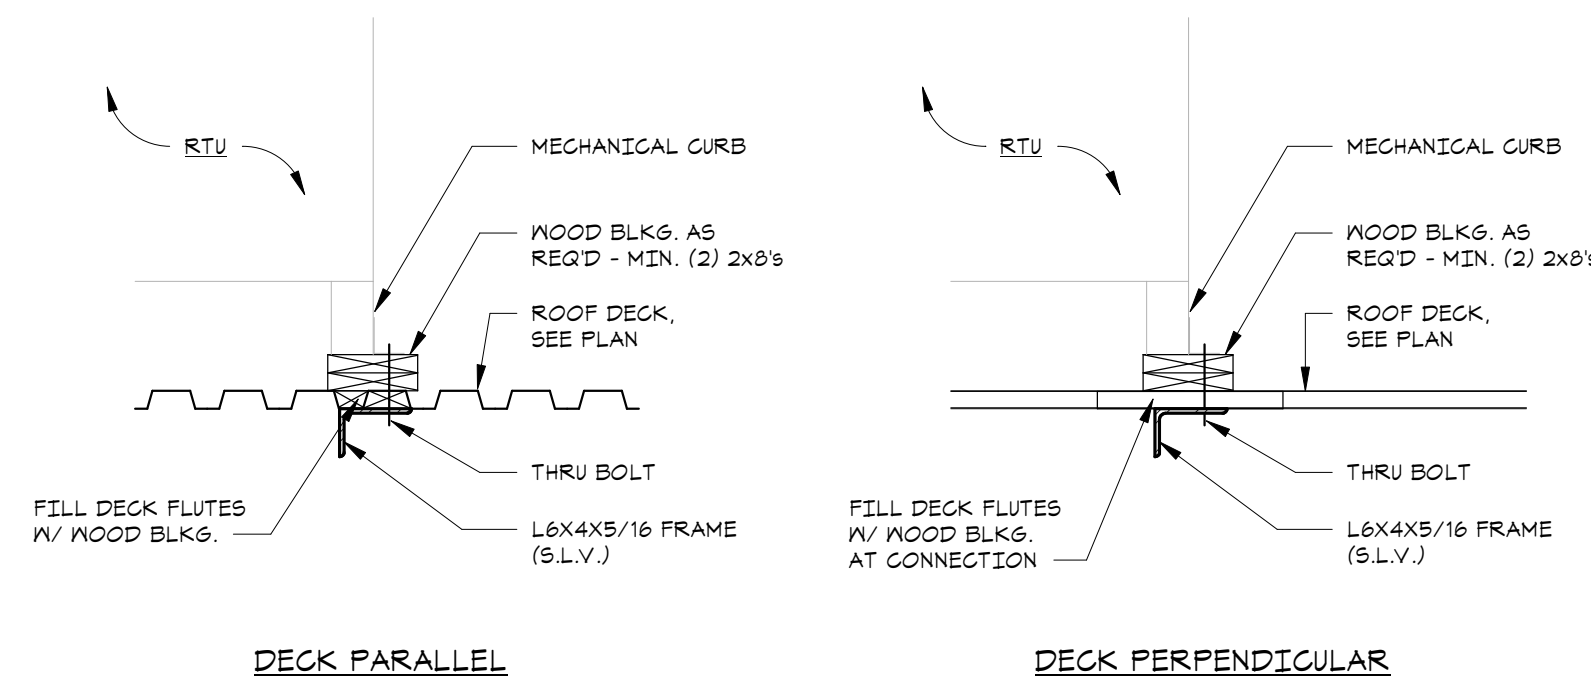 RTU
MECHANICAL CURB
WOOD BLKG. AS
REQ'D - MIN. (2) 2x8's
ROOF DECK,
SEE PLAN
THRU BOLT
FILL DECK FLUTES
W/ WOOD BLKG.
L6X4X5/16 FRAME
(S.L.V.)
DECK PARALLEL
RTU
MECHANICAL CURB
WOOD BLKG. AS
REQ'D - MIN. (2) 2x8's
ROOF DECK,
SEE PLAN
THRU BOLT
FILL DECK FLUTES
W/ WOOD BLKG.
AT CONNECTION
L6X4X5/16 FRAME
(S.L.V.)
DECK PERPENDICULAR